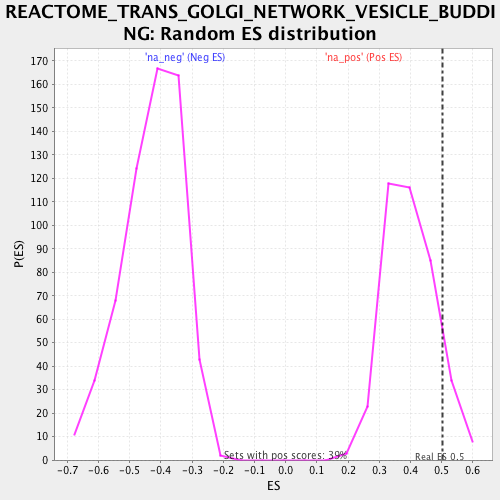 REACTOME_TRANS_GOLGI_NETWORK_VESICLE_BUDDI
NG: Random ES distribution
'na_neg' (Neg ES)
'na_pos' (Pos ES)
P(ES)
170
160
150
140
130
120
110
100
90
80
70
60
50
40
30
20
10
0
Sets with pos scores: 39%
Real ES 0.5
-0.7 -0.6 -0.5 -0.4 -0.3 -0.2 -0.1 0.0 0.1 0.2 0.3 0.4 0.5 0.6
ES